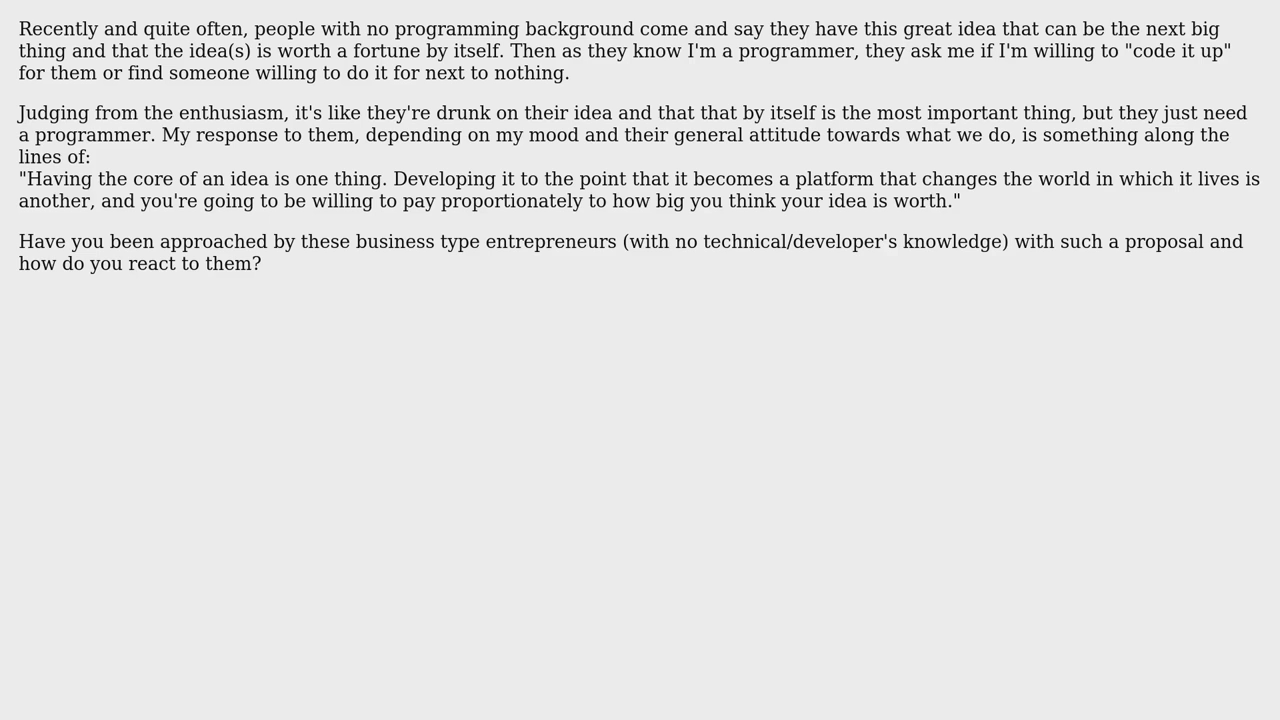 Recently and quite often, people with no programming background come and say they have this great idea that can be the next big
thing and that the idea(s) is worth a fortune by itself. Then as they know I'm a programmer, they ask me if I'm willing to "code it up"
for them or find someone willing to do it for next to nothing.
Judging from the enthusiasm, it's like they're drunk on their idea and that that by itself is the most important thing, but they just need
a programmer. My response to them, depending on my mood and their general attitude towards what we do, is something along the
lines of:
"Having the core of an idea is one thing. Developing it to the point that it becomes a platform that changes the world in which it lives is
another, and you're going to be willing to pay proportionately to how big you think your idea is worth."
Have you been approached by these business type entrepreneurs (with no technical/developer's knowledge) with such a proposal and
how do you react to them?